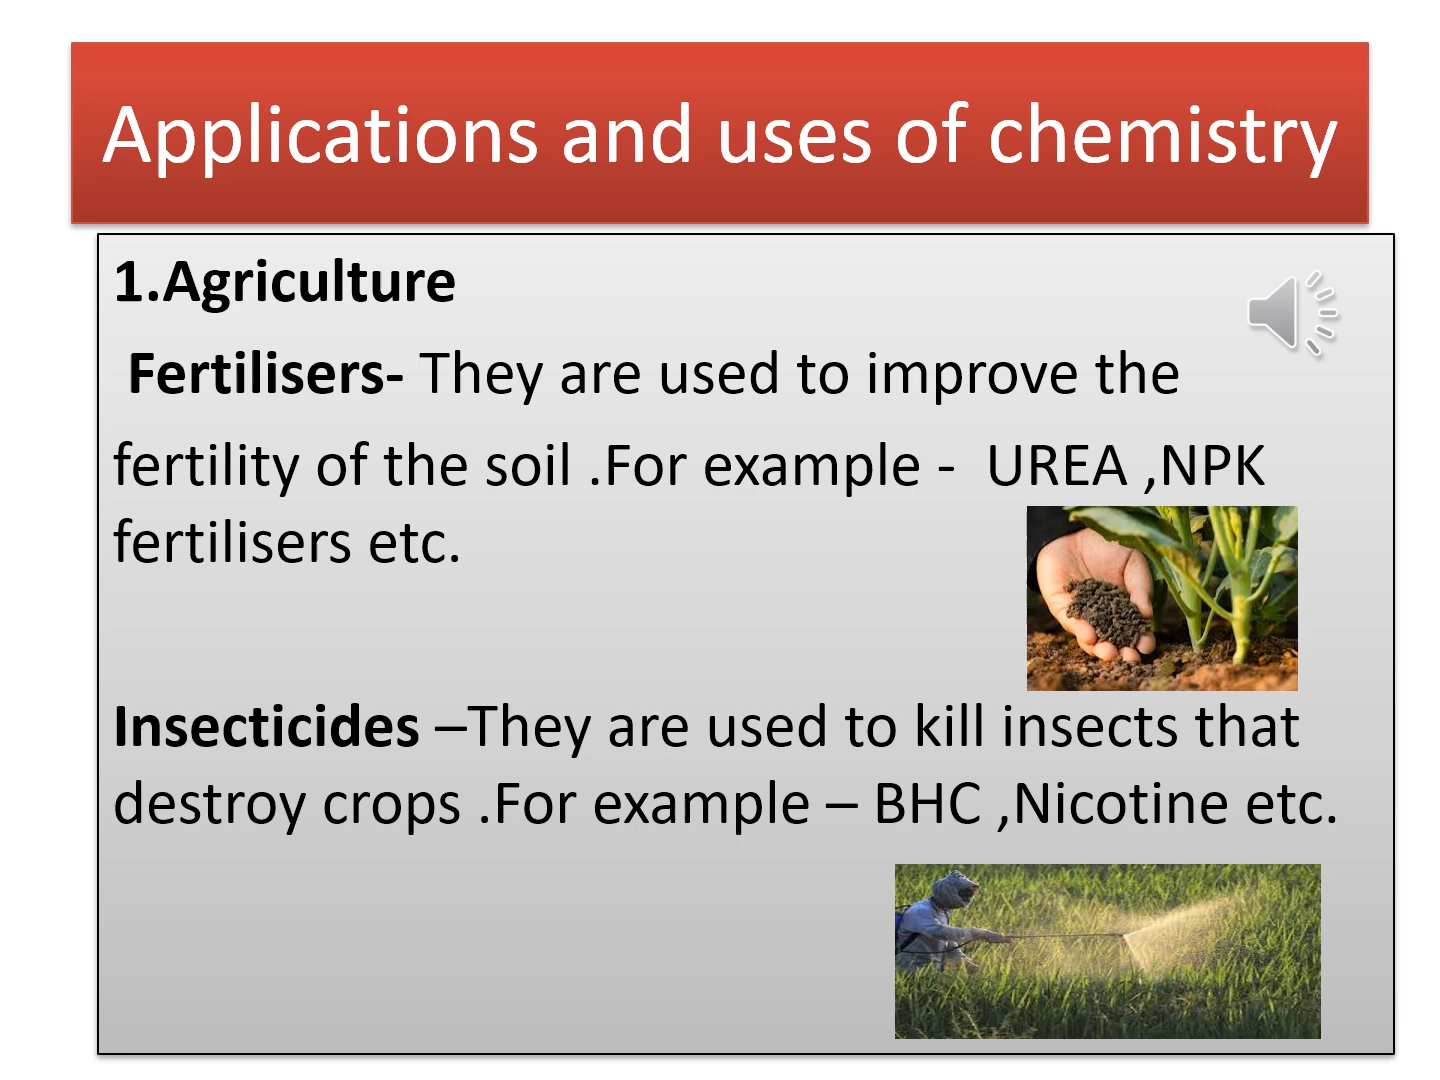 Applications and uses of chemistry
1.Agriculture
Fertilisers- They are used to improve the
fertility of the soil .For example -  UREA ,NPK
fertilisers etc.
Insecticides –They are used to kill insects that
destroy crops .For example – BHC ,Nicotine etc.